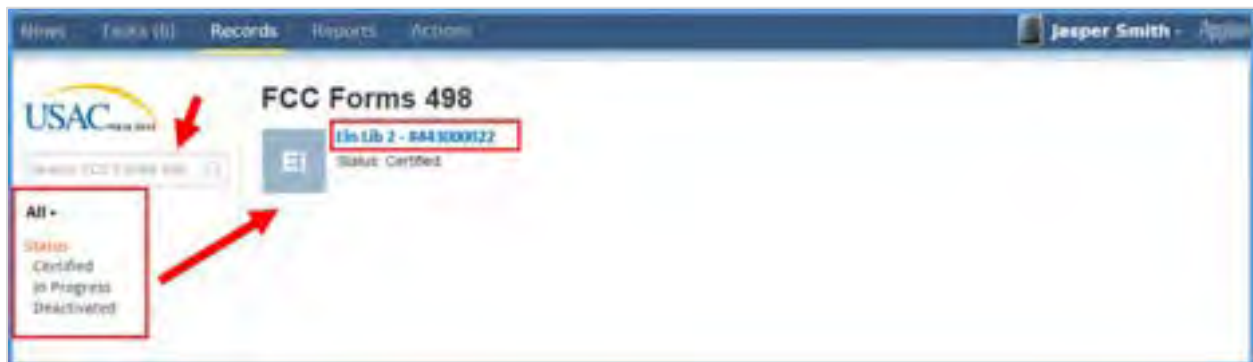 News Tasks (6) Records Reports Actions Jasper Smith
USAC
FCC Forms 498
Status: Certified
All
Status
Certified
In Progress
Deactivated